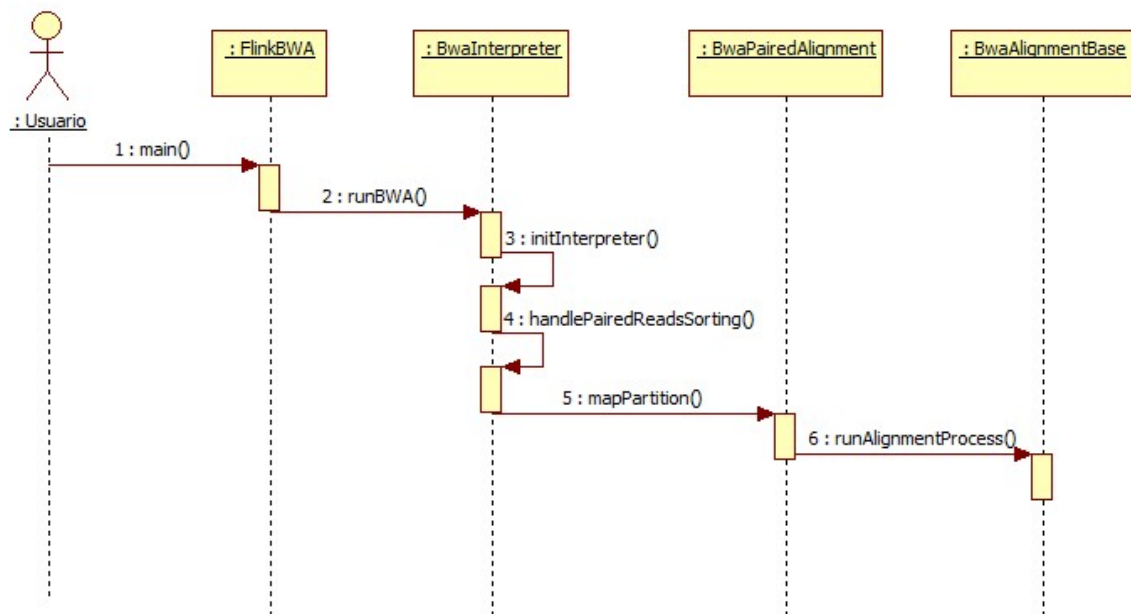 : FlinkBWA
: BwaInterpreter
: BwaPairedAlignment
: BwaAlignmentBase
: Usuario
1 : main()
2 : runBWA()
3 : initInterpreter()
4 : handlePairedReadsSorting()
5 : mapPartition()
6 : runAlignmentProcess()